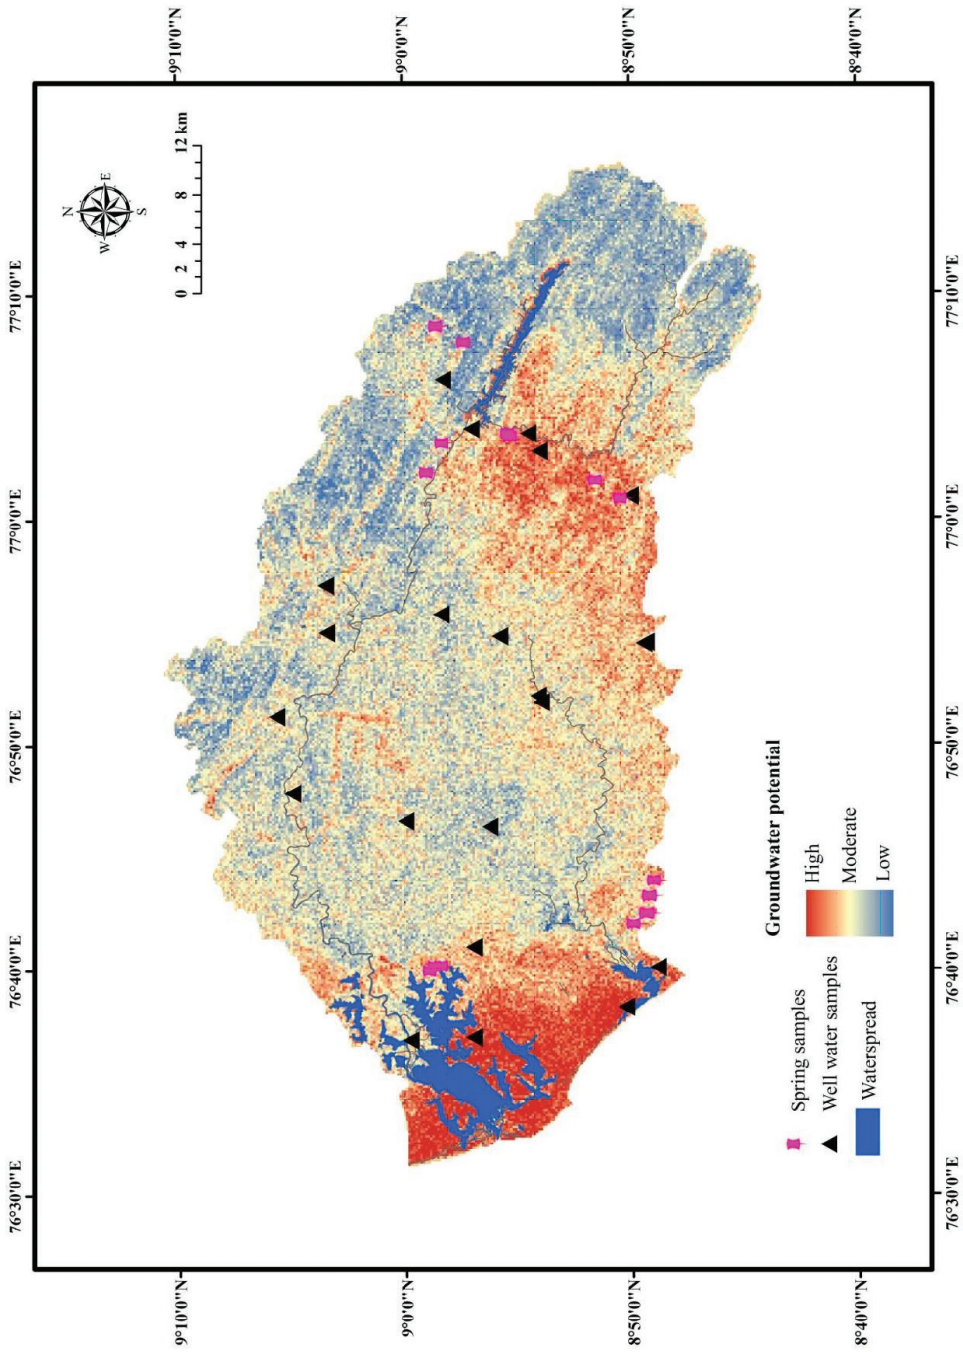 76°30'0"E
76°40'0"E
76°50'0"E
77°0'0"E
77°10'0"E
9°10'0"N
9°10'0"N
9°0'0"N
9°0'0"N
8°50'0"N
8°50'0"N
8°40'0"N
8°40'0"N
N
W
E
S
0 2 4 8 12 km
Groundwater potential
High
Moderate
Low
Spring samples
Well water samples
Waterspread
76°30'0"E
76°40'0"E
76°50'0"E
77°0'0"E
77°10'0"E